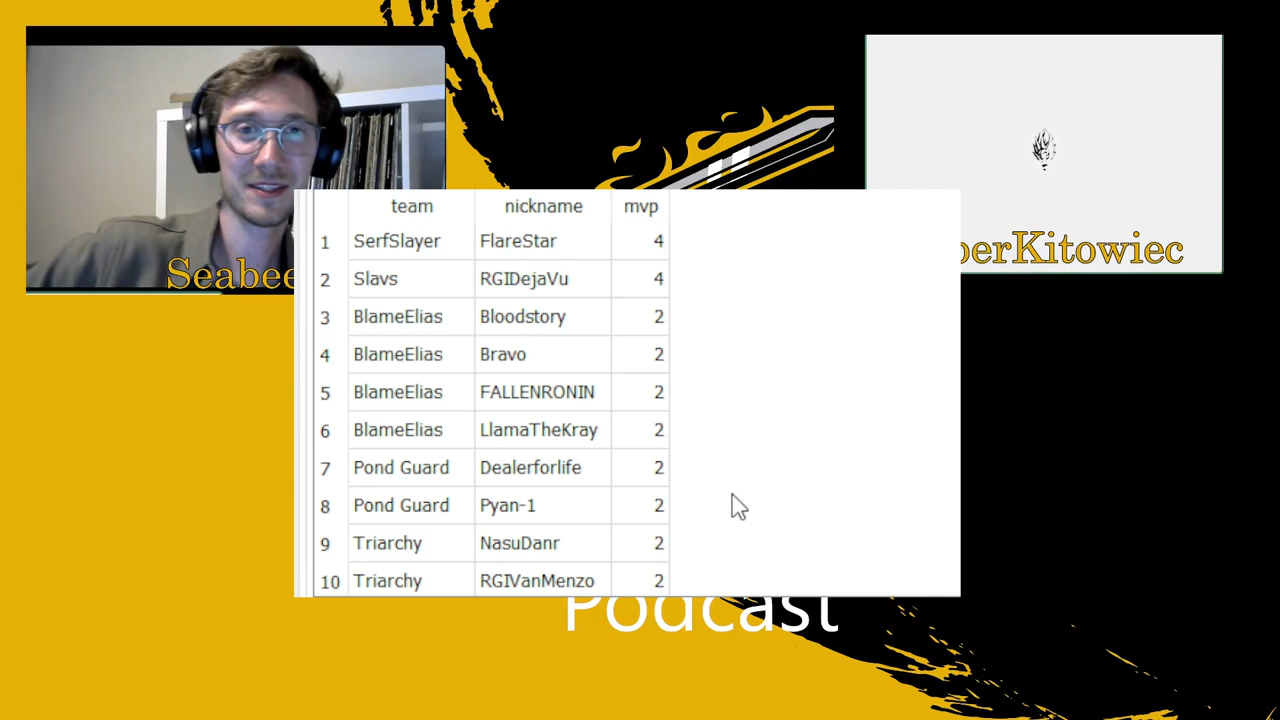 team nickname mvp
1 SerfSlayer FlareStar 4
2 Slavs RGIDejaVu 4
3 BlameElias Bloodstory 2
4 BlameElias Bravo 2
5 BlameElias FALLENRONIN 2
6 BlameElias LlamaTheKray 2
7 Pond Guard Dealerforlife 2
8 Pond Guard Pyan-1 2
9 Triarchy NasuDanr 2
10 Triarchy RGIVanMenzo 2
Seabee
berKitowiec
Podcast